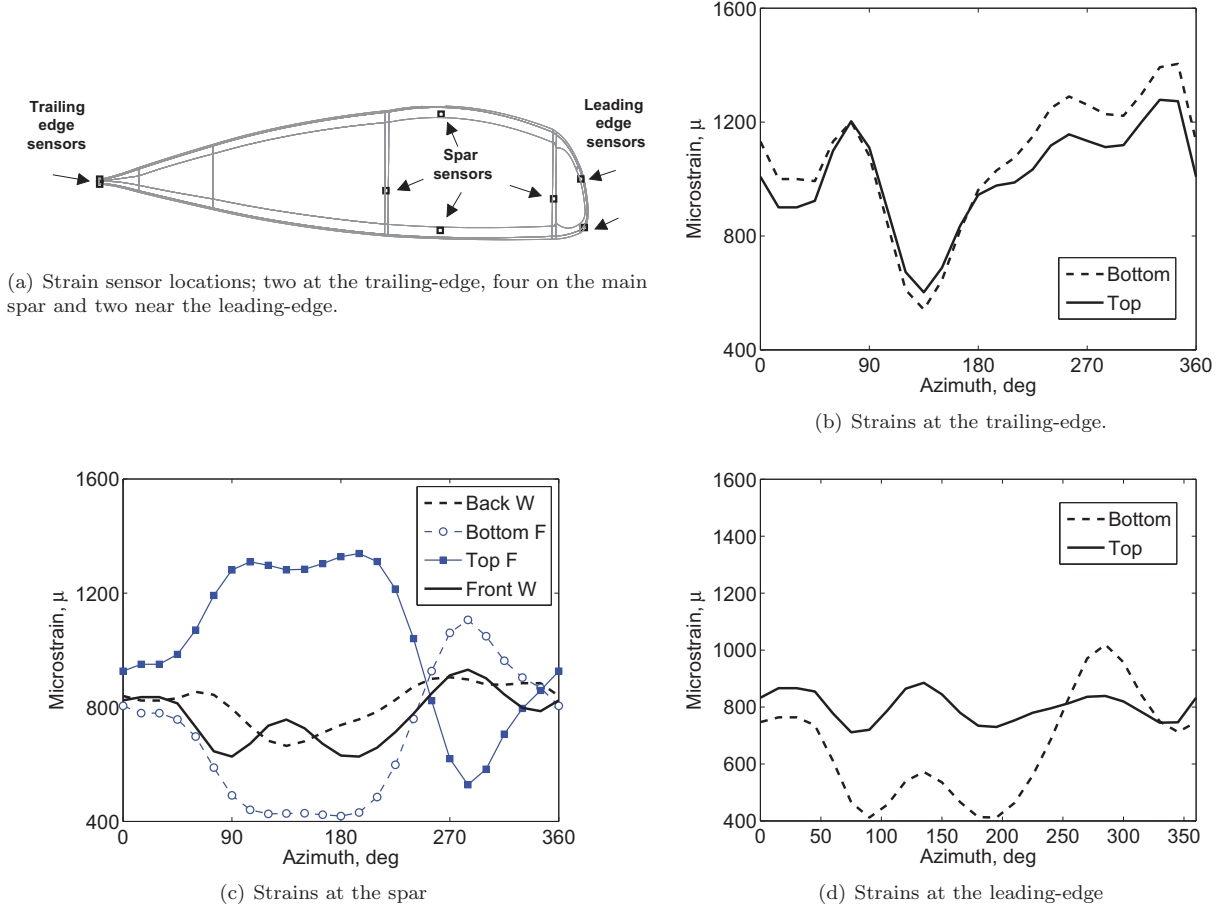 Trailing
edge
sensors
Spar
sensors
Leading
edge
sensors
(a) Strain sensor locations; two at the trailing-edge, four on the main
spar and two near the leading-edge.
1600
1200
800
400
Microstrain, μ
0
90
180
270
360
Azimuth, deg
Bottom
Top
(b) Strains at the trailing-edge.
1600
1200
800
400
Microstrain, μ
0
90
180
270
360
Azimuth, deg
Back W
Bottom F
Top F
Front W
(c) Strains at the spar
1600
1400
1200
1000
800
600
400
Microstrain, μ
0
50
100
150
200
250
300
350
Azimuth, deg
Bottom
Top
(d) Strains at the leading-edge